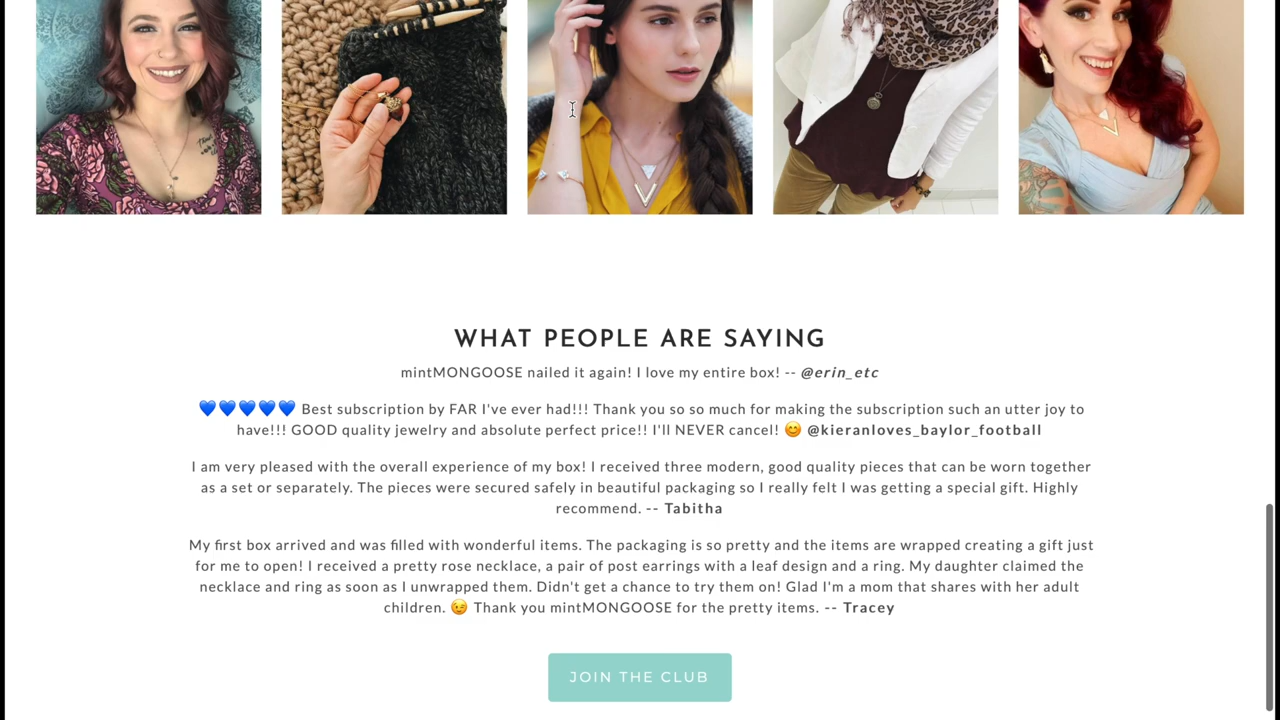 WHAT PEOPLE ARE SAYING
mintMONGOOSE nailed it again! I love my entire box! -- @erin_etc
💙💙💙💙💙 Best subscription by FAR I've ever had!!! Thank you so so much for making the subscription such an utter joy to
have!!! GOOD quality jewelry and absolute perfect price!! I'll NEVER cancel! 😊 @kieranloves_baylor_football
I am very pleased with the overall experience of my box! I received three modern, good quality pieces that can be worn together
as a set or separately. The pieces were secured safely in beautiful packaging so I really felt I was getting a special gift. Highly
recommend. -- Tabitha
My first box arrived and was filled with wonderful items. The packaging is so pretty and the items are wrapped creating a gift just
for me to open! I received a pretty rose necklace, a pair of post earrings with a leaf design and a ring. My daughter claimed the
necklace and ring as soon as I unwrapped them. Didn't get a chance to try them on! Glad I'm a mom that shares with her adult
children. 😉 Thank you mintMONGOOSE for the pretty items. -- Tracey
JOIN THE CLUB